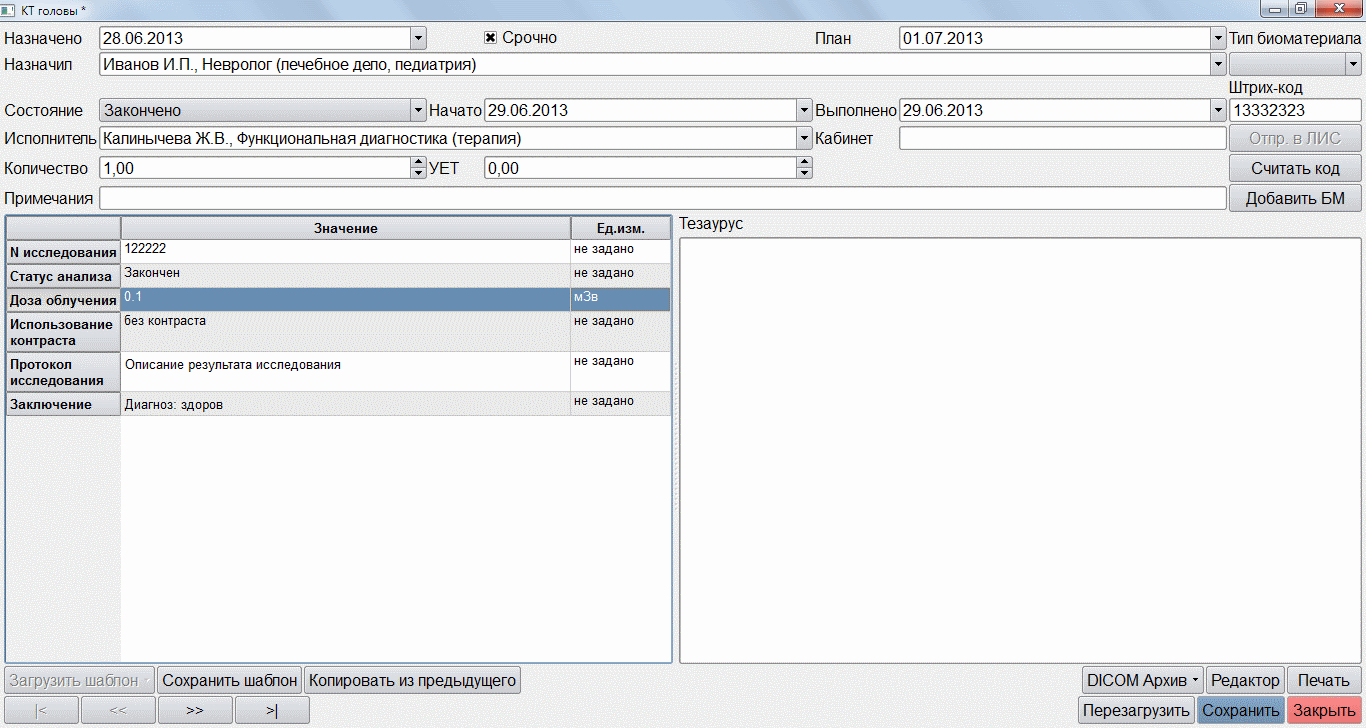 КТ головы *
Назначено 28.06.2013 Срочно План 01.07.2013 Тип биоматериала
Назначил Иванов И.П., Невролог (лечебное дело, педиатрия)
Штрих-код
Состояние Закончено Начато 29.06.2013 Выполнено 29.06.2013 13332323
Исполнитель Калинычева Ж.В., Функциональная диагностика (терапия) Кабинет Отпр. в ЛИС
Количество 1,00 УЕТ 0,00 Считать код
Примечания Добавить БМ
Значение Ед.изм. Тезаурус
N исследования 122222 не задано
Статус анализа Закончен не задано
Доза облучения 0.1 мЗв
Использование контраста без контраста не задано
Протокол исследования Описание результата исследования не задано
Заключение Диагноз: здоров не задано
Загрузить шаблон Сохранить шаблон Копировать из предыдущего DICOM Архив Редактор Печать
|< << >> >| Перезагрузить Сохранить Закрыть